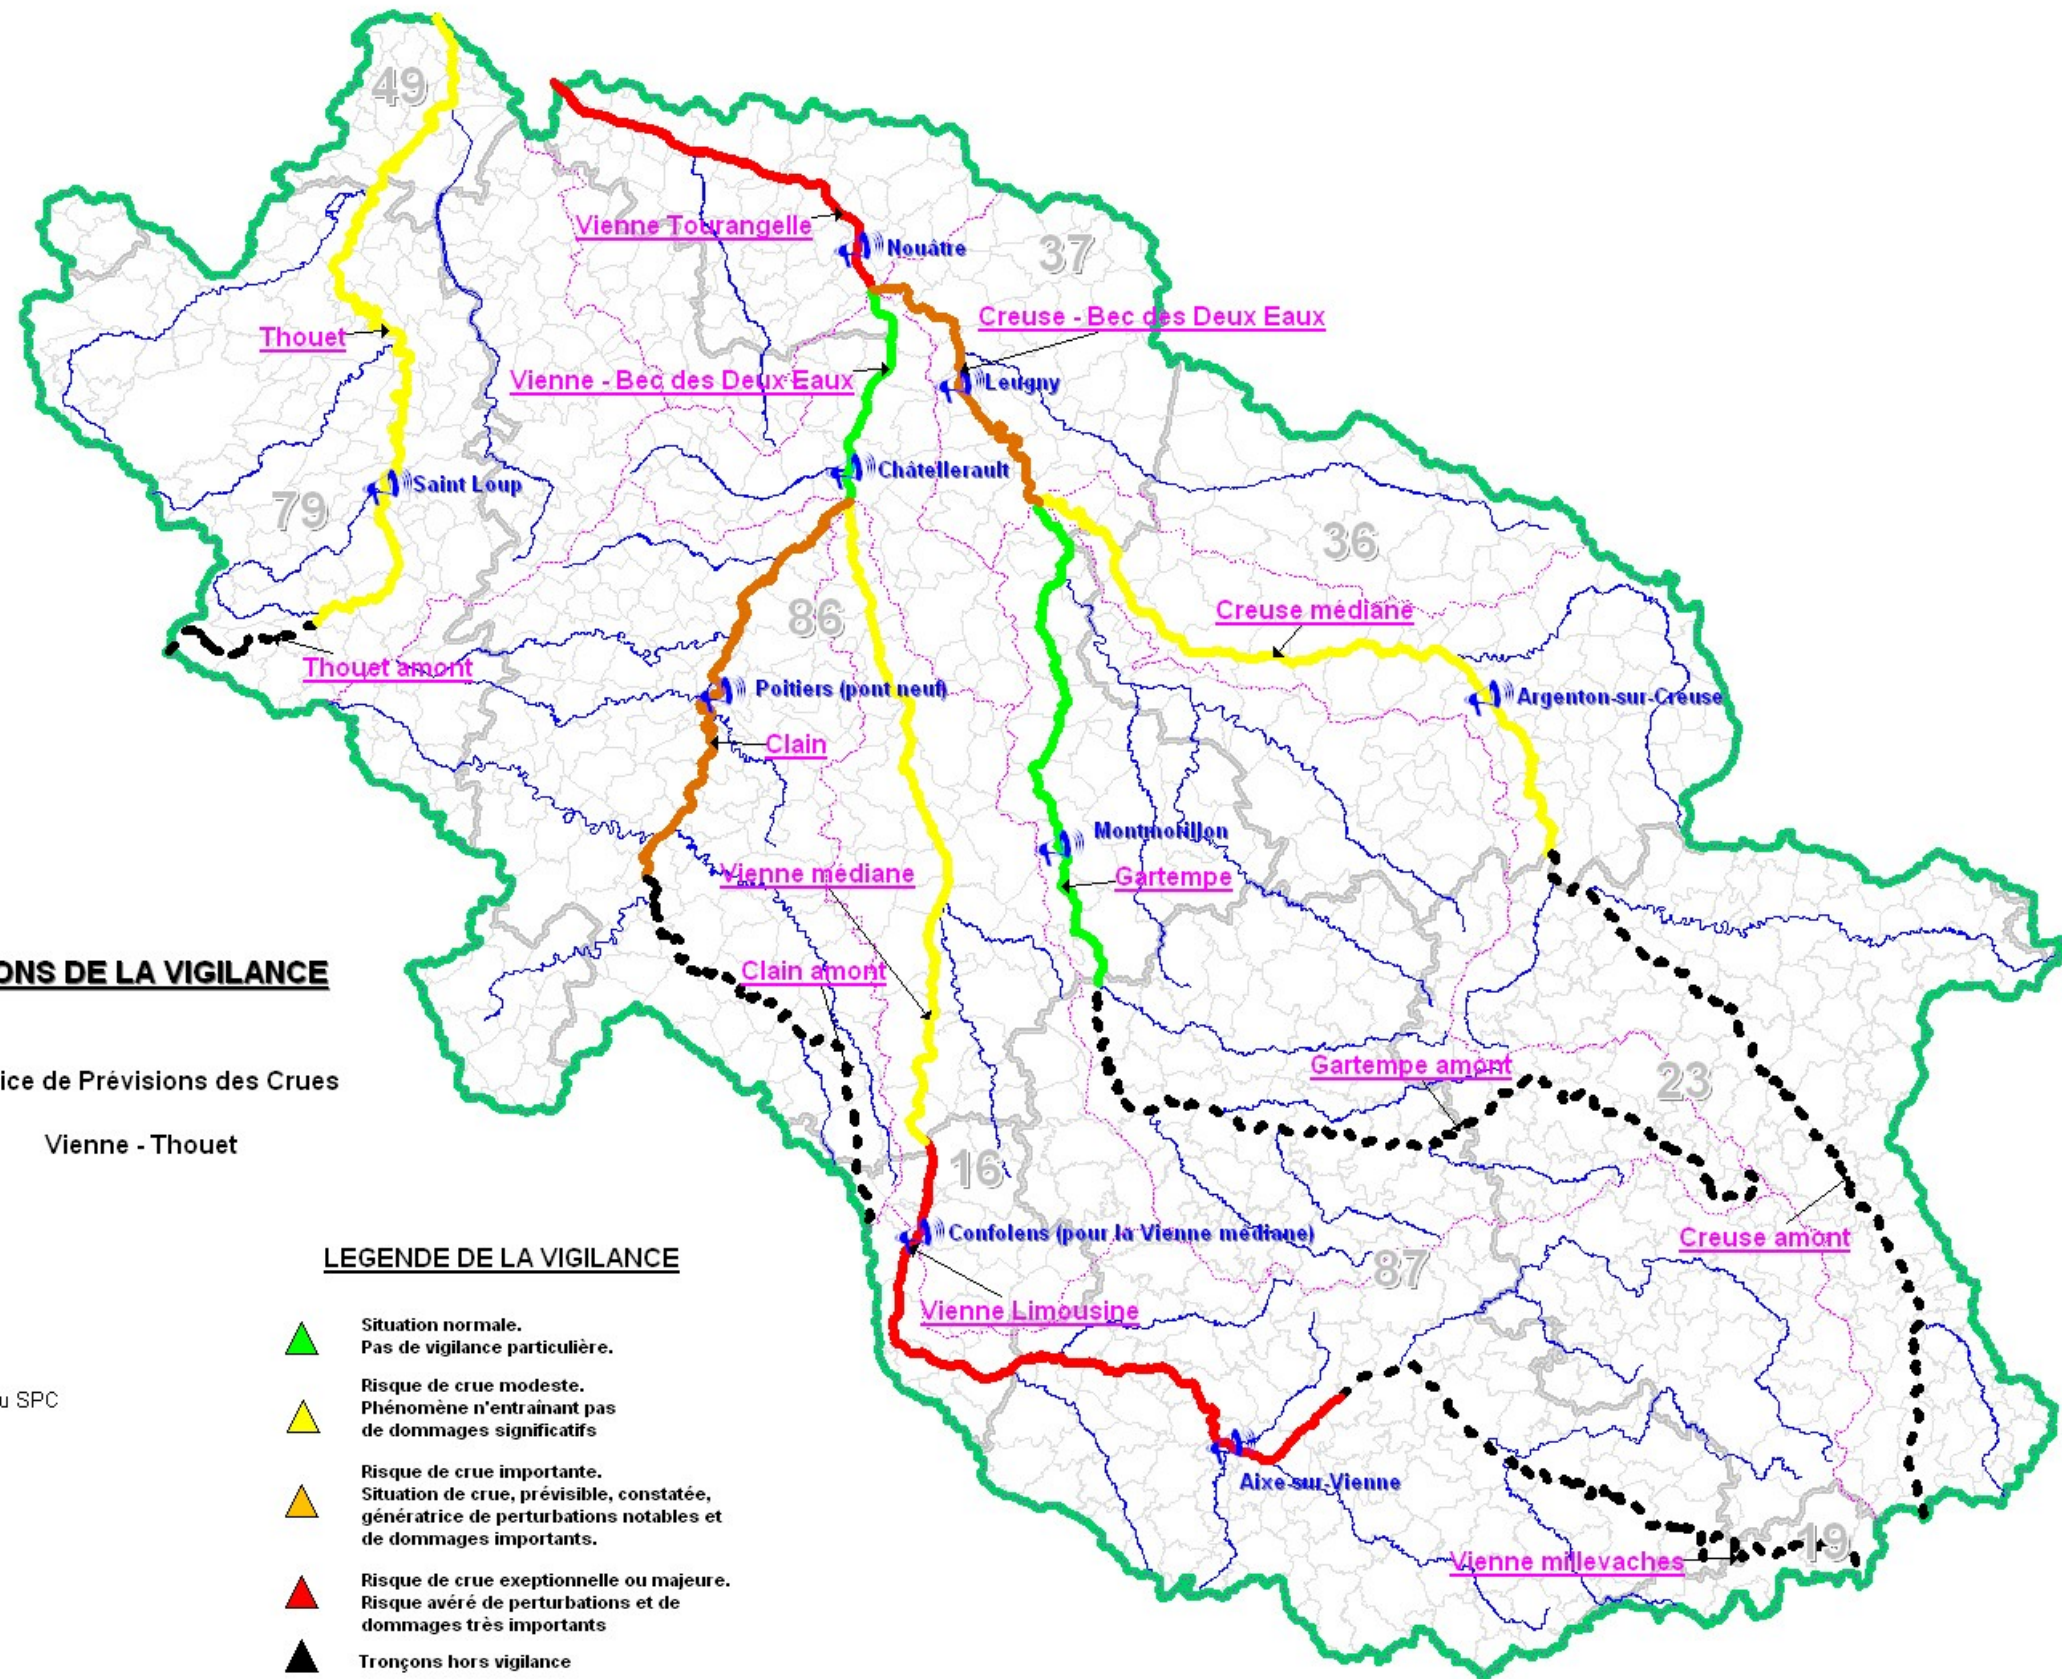 49
Vienne Tourangelle
Nouâtre
37
Creuse - Bec des Deux Eaux
Thouet
Vienne - Bec des Deux Eaux
Leugny
Châtellerault
Saint Loup
79
36
86
Creuse médiane
Thouet amont
Poitiers (pont neuf)
Argenton-sur-Creuse
Clain
Montmorillon
Vienne médiane
Gartempe
Clain amont
ONS DE LA VIGILANCE
ice de Prévisions des Crues
Vienne - Thouet
Gartempe amont
23
16
Confolens (pour la Vienne médiane)
Creuse amont
87
Vienne Limousine
LEGENDE DE LA VIGILANCE
Situation normale.
Pas de vigilance particulière.
Risque de crue modeste.
Phénomène n'entraînant pas
de dommages significatifs
u SPC
Risque de crue importante.
Situation de crue, prévisible, constatée,
génératrice de perturbations notables et
de dommages importants.
Aixe-sur-Vienne
19
Vienne millevaches
Risque de crue exeptionnelle ou majeure.
Risque avéré de perturbations et de
dommages très importants
Tronçons hors vigilance